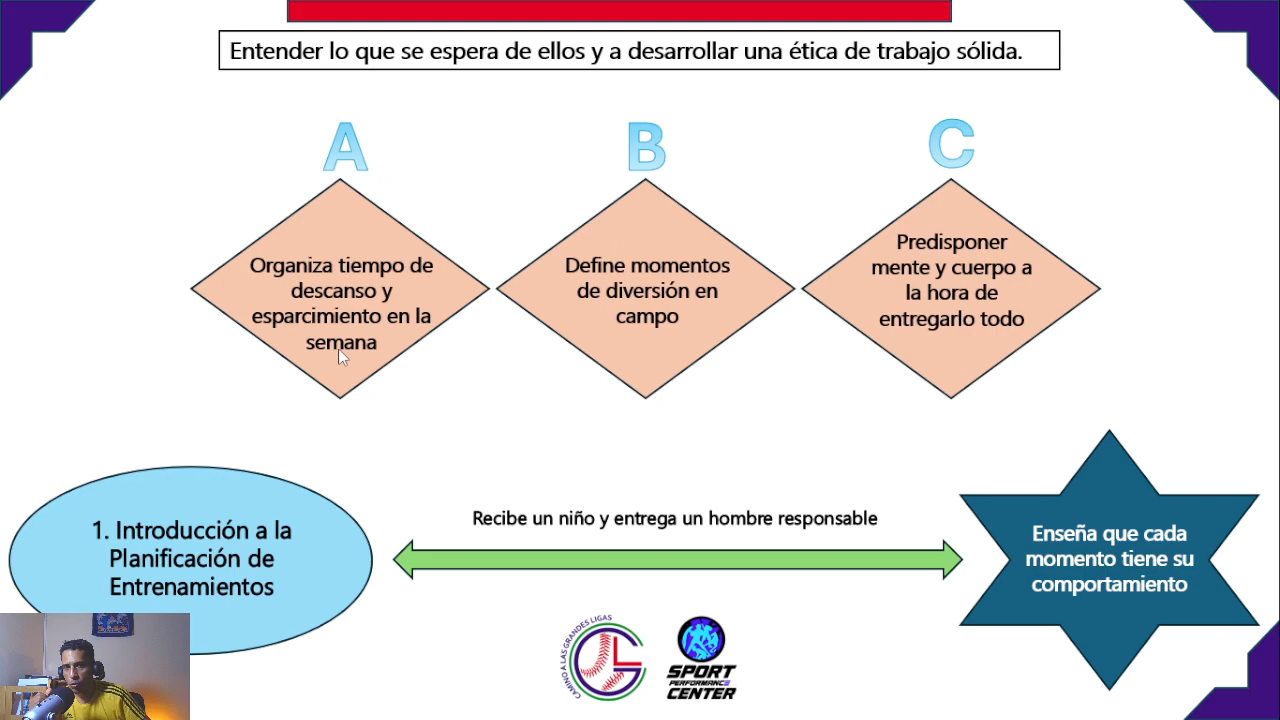 Entender lo que se espera de ellos y a desarrollar una ética de trabajo sólida.
A
B
C
Organiza tiempo de
descanso y
esparcimiento en la
semana
Define momentos
de diversión en
campo
Predisponer
mente y cuerpo a
la hora de
entregarlo todo
1. Introducción a la
Planificación de
Entrenamientos
Recibe un niño y entrega un hombre responsable
Enseña que cada
momento tiene su
comportamiento
CAMINO A LAS GRANDES LIGAS
GL
SPORT
PERFORMANCE
CENTER